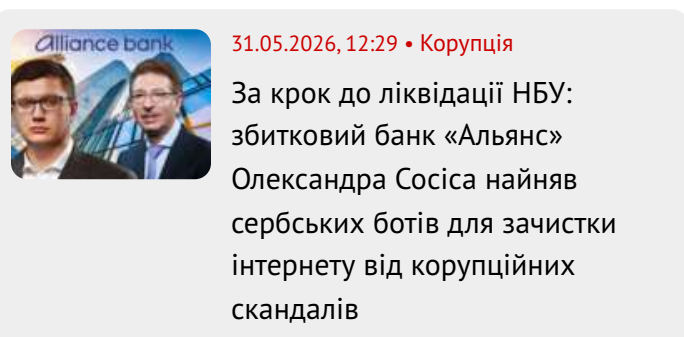 Alliance bank
31.05.2026, 12:29 • Корупція
За крок до ліквідації НБУ:
збитковий банк «Альянс»
Олександра Сосіса найняв
сербських ботів для зачистки
інтернету від корупційних
скандалів